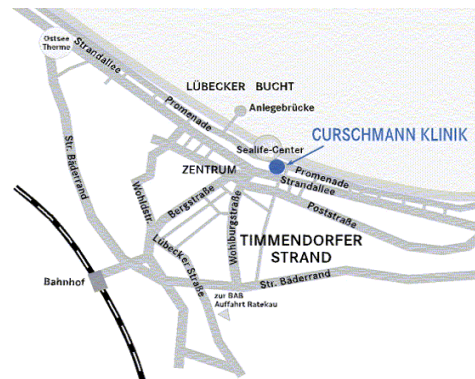 Ostsee
Therme
Strandallee
LÜBECKER BUCHT
Promenade
Anlegebrücke
CURSCHMANN KLINIK
Sealife-Center
ZENTRUM
Promenade
Strandallee
Str. Bäderrand
Wohldstr.
Bergstraße
Poststraße
Wohlburgstraße
Lübecker Straße
TIMMENDORFER
STRAND
Bahnhof
Str. Bäderrand
zur BAB
Auffahrt Ratekau